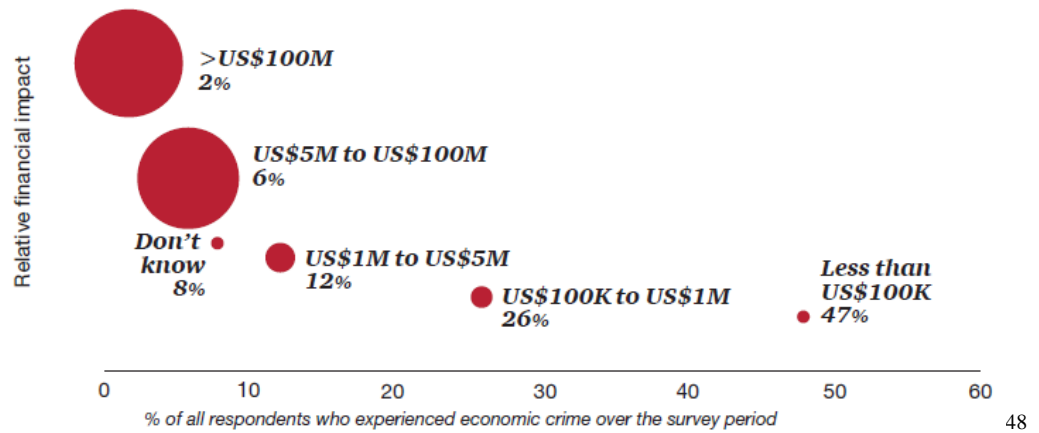 Relative financial impact
>US$100M
2%
US$5M to US$100M
6%
Don't
know
8%
US$1M to US$5M
12%
US$100K to US$1M
26%
Less than
US$100K
47%
0 10 20 30 40 50 60
% of all respondents who experienced economic crime over the survey period
48